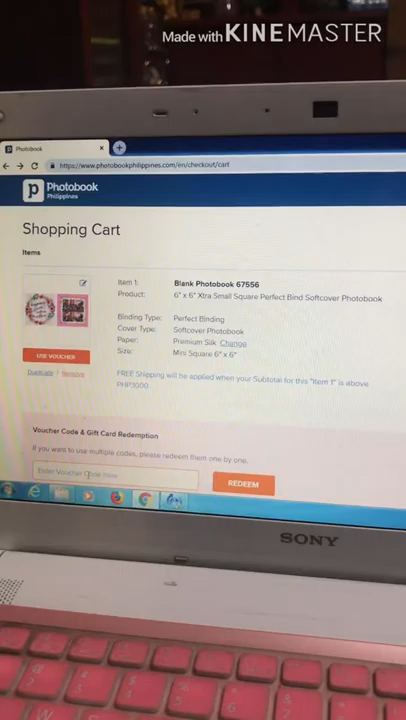 Made with KINEMASTER
Photobook
https://www.photobookphilippines.com/en/checkout/cart
p Photobook
Philippines
Shopping Cart
Items
Item 1: Blank Photobook 67556
Product: 6" x 6" Xtra Small Square Perfect Bind Softcover Photobook
Binding Type: Perfect Binding
Cover Type: Softcover Photobook
Paper: Premium Silk Change
Size: Mini Square 6" x 6"
USE VOUCHER
Duplicate | Remove
FREE Shipping will be applied when your Subtotal for this "Item 1" is above
PHP3000
Voucher Code & Gift Card Redemption
If you want to use multiple codes, please redeem them one by one.
Enter Voucher Code here
REDEEM
SONY